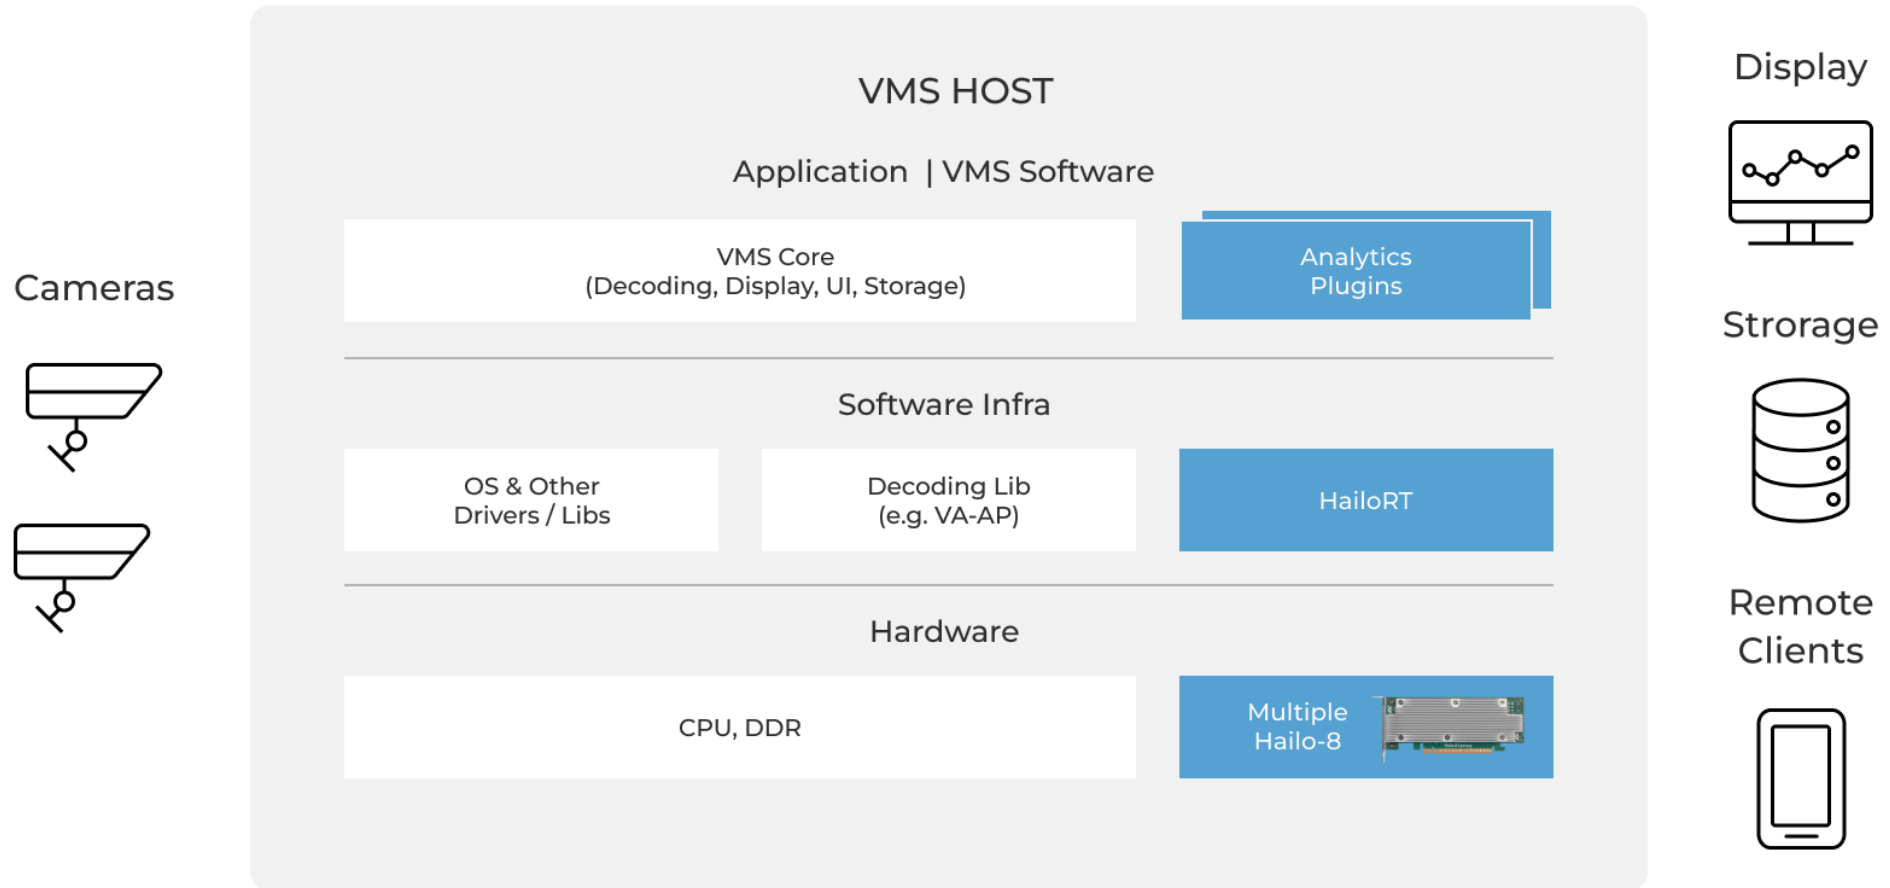 VMS HOST
Application | VMS Software
VMS Core
(Decoding, Display, UI, Storage)
Analytics
Plugins
Software Infra
OS & Other
Drivers / Libs
Decoding Lib
(e.g. VA-AP)
HailoRT
Hardware
CPU, DDR
Multiple
Hailo-8
Cameras
Display
Strorage
Remote
Clients